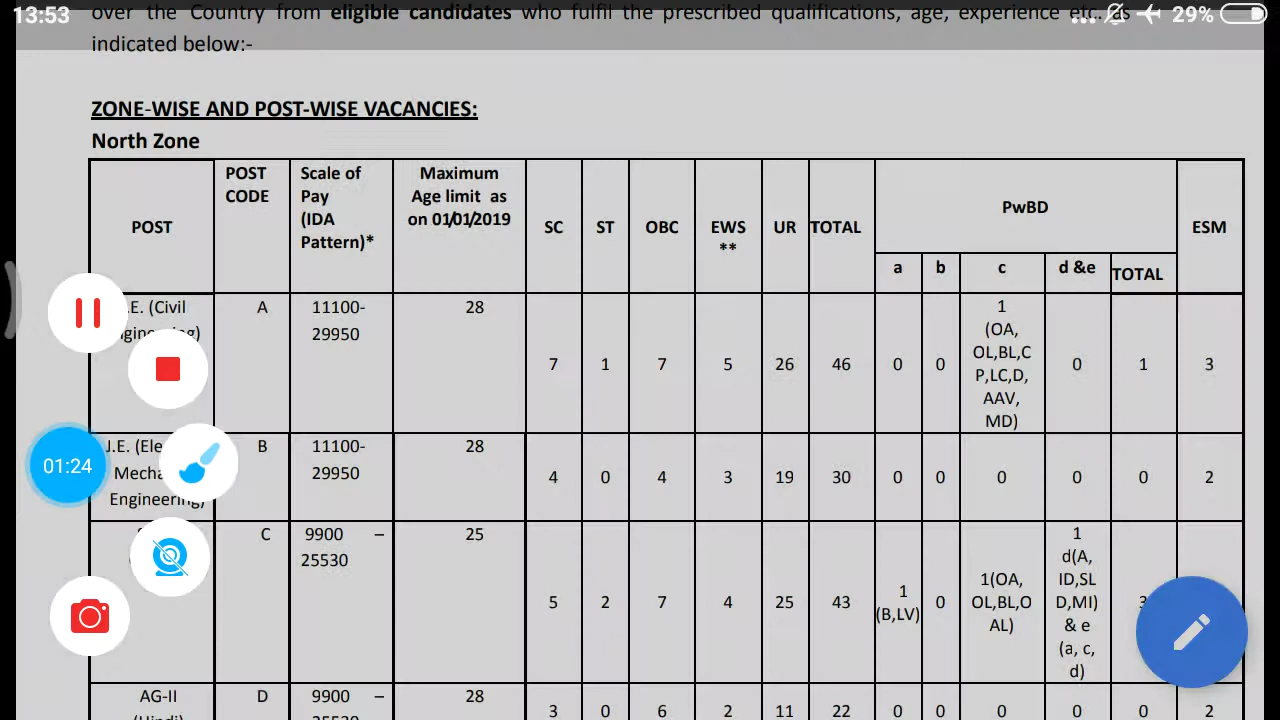 13:53
29%
over the Country from eligible candidates who fulfil the prescribed qualifications, age, experience etc.. as
indicated below:-
ZONE-WISE AND POST-WISE VACANCIES:
North Zone
POST POST CODE Scale of Pay (IDA Pattern)* Maximum Age limit as on 01/01/2019 SC ST OBC EWS ** UR TOTAL PwBD ESM
a b c d &e TOTAL
.E. (Civil A 11100-29950 28 7 1 7 5 26 46 0 0 1 (OA, OL,BL,CP,LC,D, AAV, MD) 0 1 3
J.E. (Ele Mecha Engineering) B 11100-29950 28 4 0 4 3 19 30 0 0 0 0 0 2
C 9900 – 25530 25 5 2 7 4 25 43 1 (B,LV) 0 1(OA, OL,BL,OAL) 1 d(A, ID,SLD,MI) & e (a, c, d) 3
AG-II (Hindi) D 9900 – 25530 28 3 0 6 2 11 22 0 0 0 0 0 2
01:24